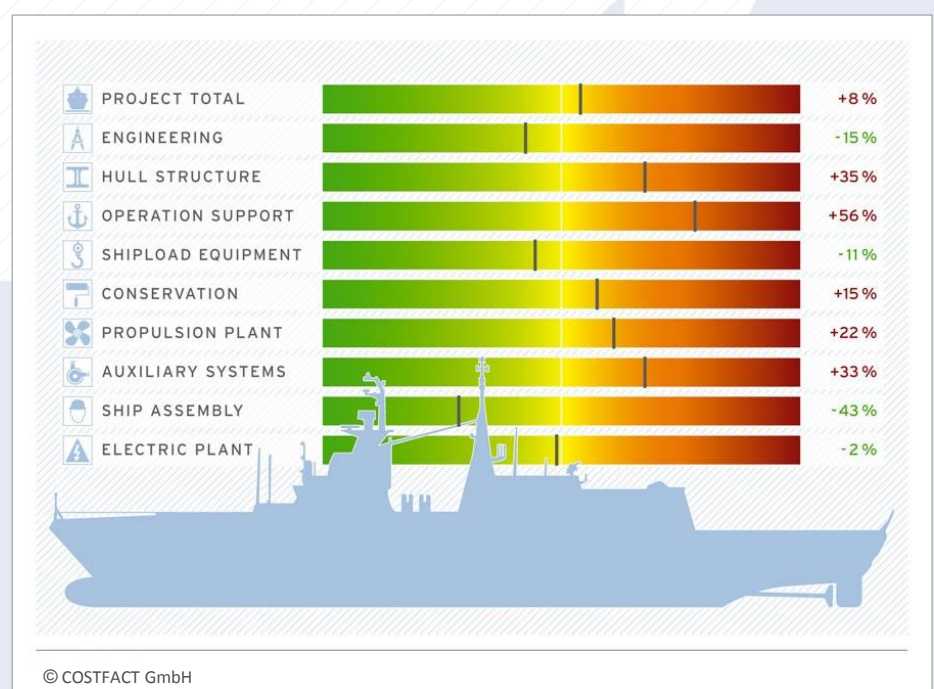 PROJECT TOTAL +8 %
ENGINEERING -15 %
HULL STRUCTURE +35 %
OPERATION SUPPORT +56 %
SHIPLOAD EQUIPMENT -11 %
CONSERVATION +15 %
PROPULSION PLANT +22 %
AUXILIARY SYSTEMS +33 %
SHIP ASSEMBLY -43 %
ELECTRIC PLANT -2 %
© COSTFACT GmbH